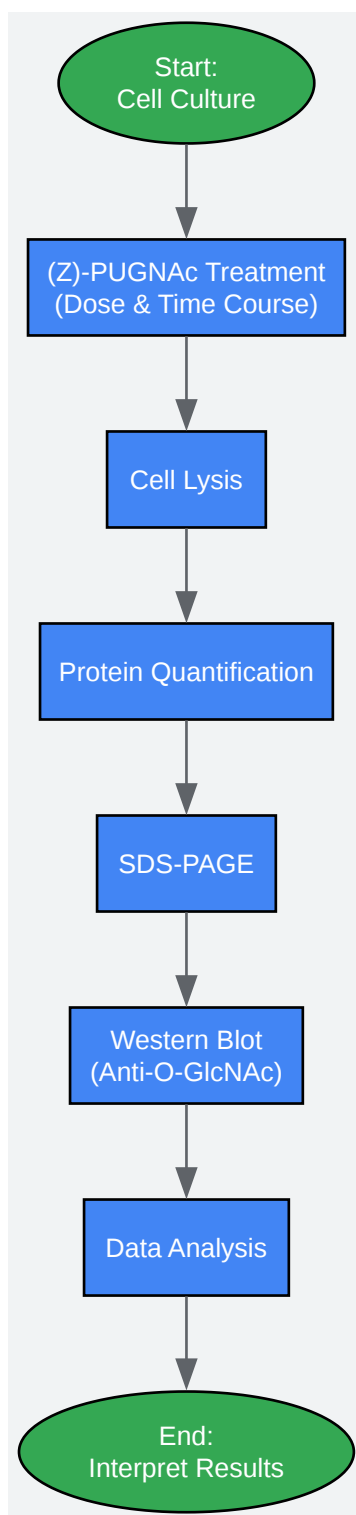 Start:
Cell Culture
(Z)-PUGNAc Treatment
(Dose & Time Course)
Cell Lysis
Protein Quantification
SDS-PAGE
Western Blot
(Anti-O-GlcNAc)
Data Analysis
End:
Interpret Results